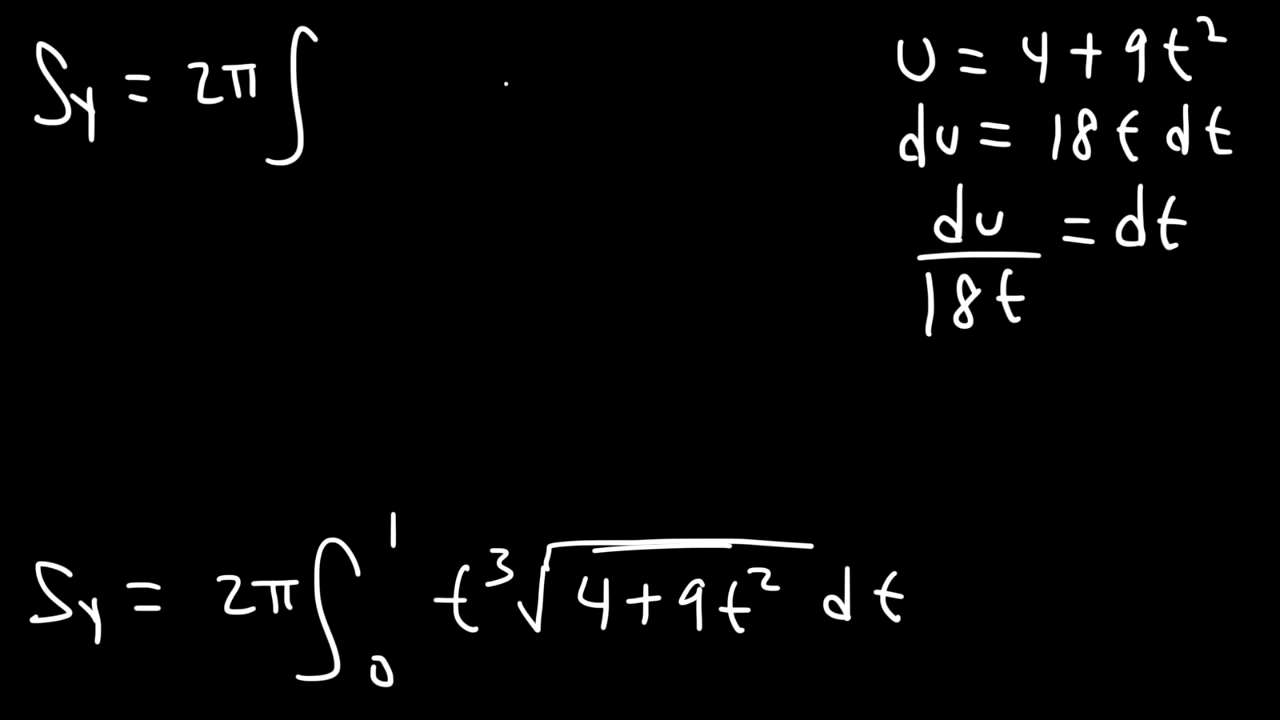 Sy = 2π∫
u = 4 + 9t²
du = 18t dt
du/18t = dt
Sy = 2π∫₀¹ t³√(4+9t²) dt